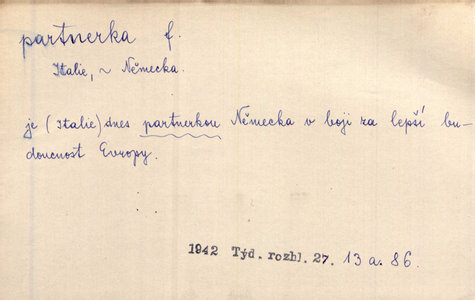 partnerka f.
Italie, ~ Německa.
je (Italie) dnes partnerkou Německa v boji za lepší bu-
doucnost Evropy.
1942 Týd. rozhl. 27. 13 a. 86.